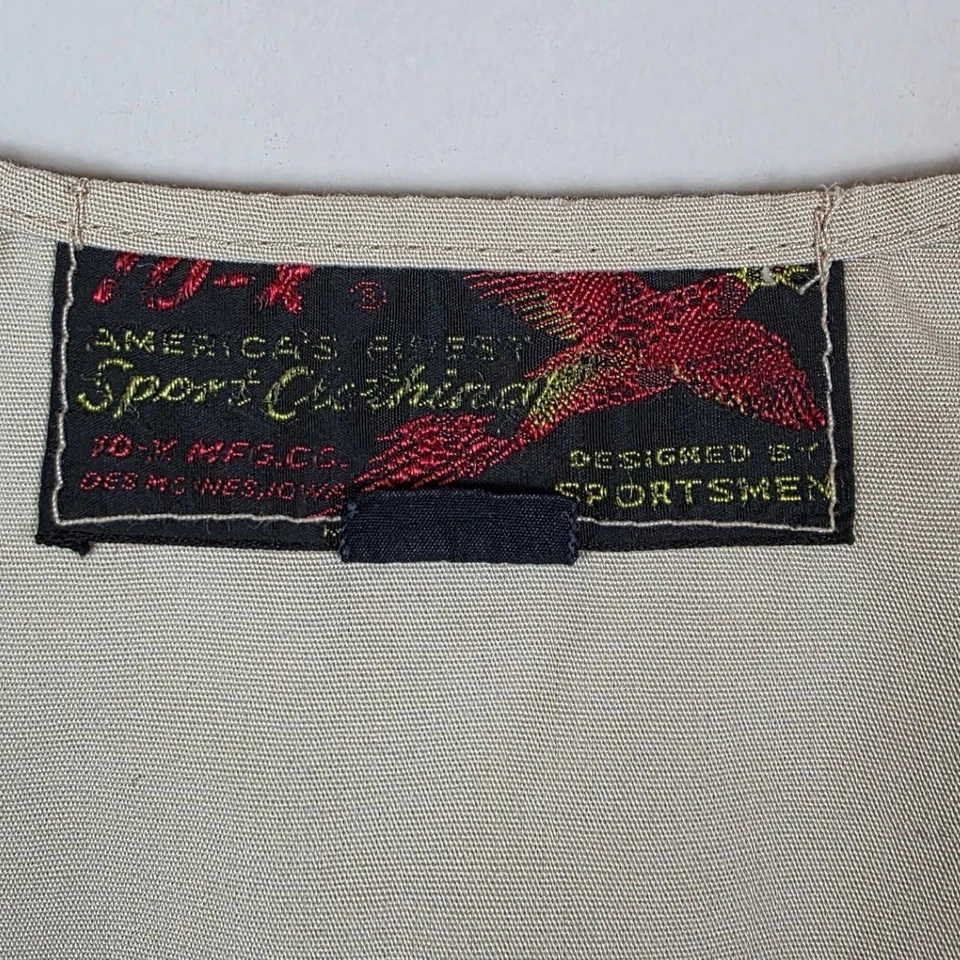 10-X ®
AMERICA'S FINEST
Sport Clothing
10-X MFG. CO.
DES MOINES, IOWA
DESIGNED BY
SPORTSMEN